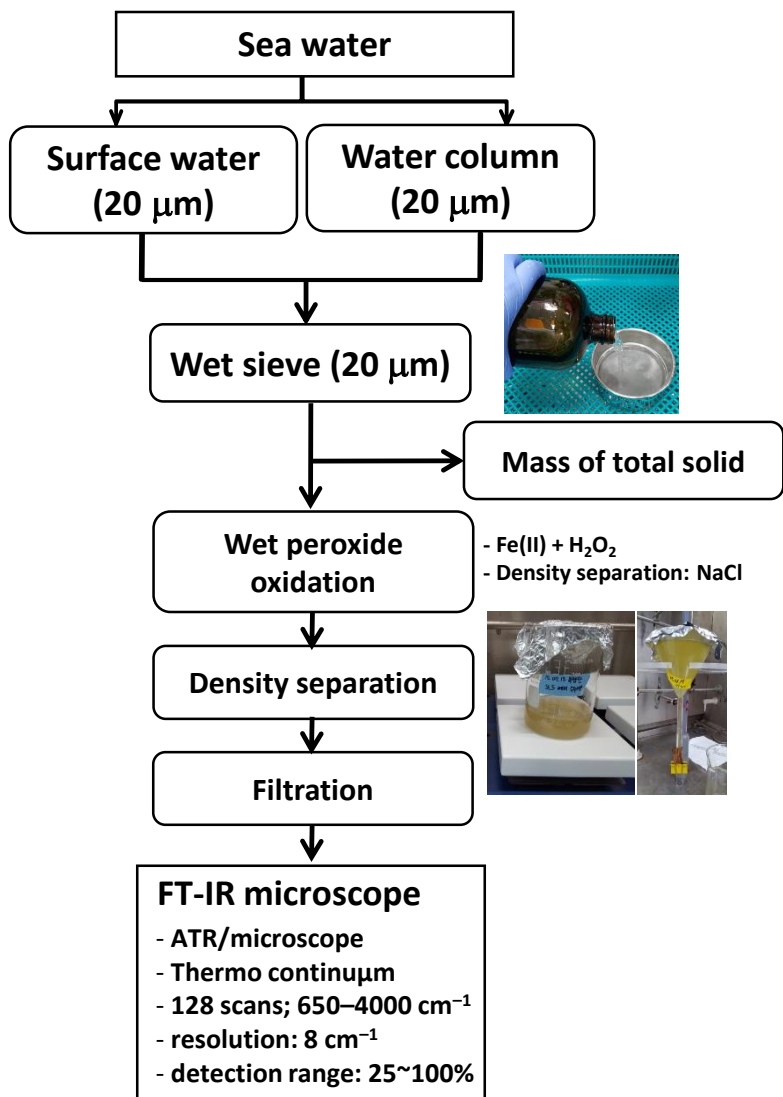 Sea water
Surface water
(20 μm)
Water column
(20 μm)
Wet sieve (20 μm)
Mass of total solid
Wet peroxide
oxidation
- Fe(II) + H₂O₂
- Density separation: NaCl
Density separation
Filtration
FT-IR microscope
- ATR/microscope
- Thermo continuμm
- 128 scans; 650–4000 cm⁻¹
- resolution: 8 cm⁻¹
- detection range: 25~100%